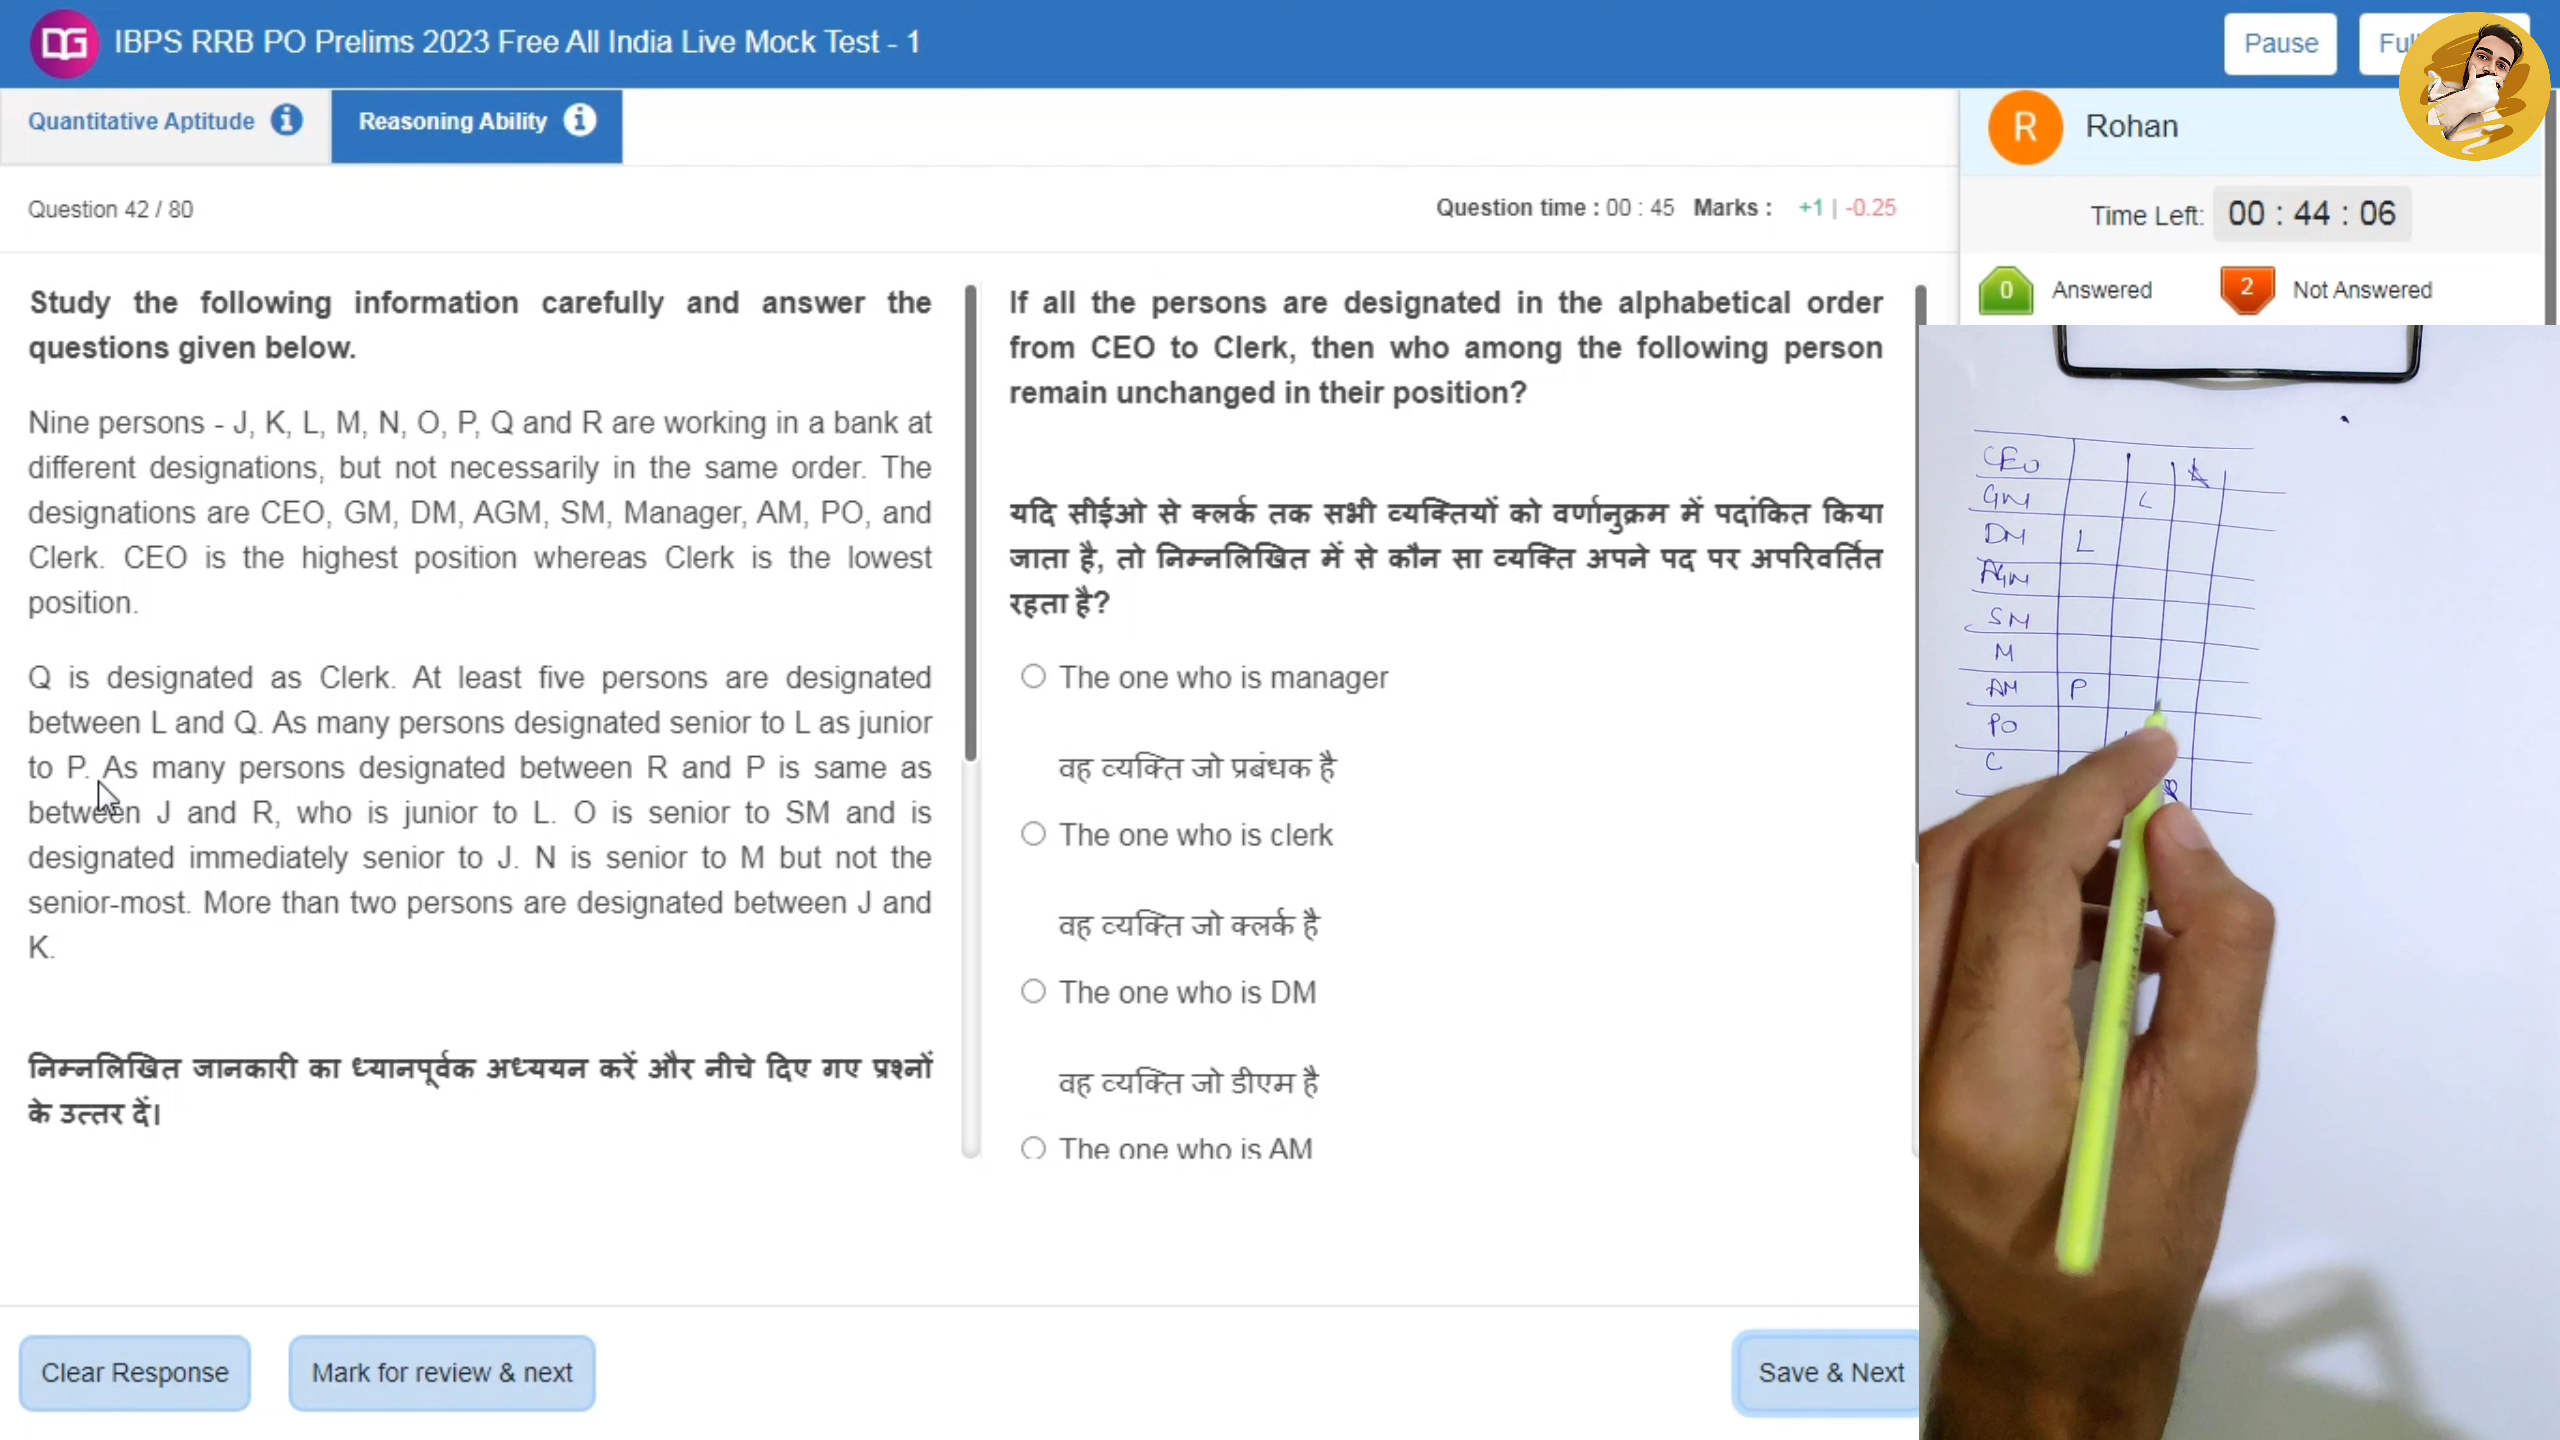 DG
IBPS RRB PO Prelims 2023 Free All India Live Mock Test - 1
Pause
Ful
Quantitative Aptitude
Reasoning Ability
R
Rohan
Question 42 / 80
Question time : 00 : 45 Marks : +1 | -0.25
Time Left: 00 : 44 : 06
0 Answered
2 Not Answered
Study the following information carefully and answer the
questions given below.
Nine persons - J, K, L, M, N, O, P, Q and R are working in a bank at
different designations, but not necessarily in the same order. The
designations are CEO, GM, DM, AGM, SM, Manager, AM, PO, and
Clerk. CEO is the highest position whereas Clerk is the lowest
position.
Q is designated as Clerk. At least five persons are designated
between L and Q. As many persons designated senior to L as junior
to P. As many persons designated between R and P is same as
between J and R, who is junior to L. O is senior to SM and is
designated immediately senior to J. N is senior to M but not the
senior-most. More than two persons are designated between J and
K.
निम्नलिखित जानकारी का ध्यानपूर्वक अध्ययन करें और नीचे दिए गए प्रश्नों
के उत्तर दें।
If all the persons are designated in the alphabetical order
from CEO to Clerk, then who among the following person
remain unchanged in their position?
यदि सीईओ से क्लर्क तक सभी व्यक्तियों को वर्णानुक्रम में पदांकित किया
जाता है, तो निम्नलिखित में से कौन सा व्यक्ति अपने पद पर अपरिवर्तित
रहता है?
The one who is manager
वह व्यक्ति जो प्रबंधक है
The one who is clerk
वह व्यक्ति जो क्लर्क है
The one who is DM
वह व्यक्ति जो डीएम है
The one who is AM
Clear Response
Mark for review & next
Save & Next
CEO
GM L
DM L
AGM
SM
M
AM P
PO
C